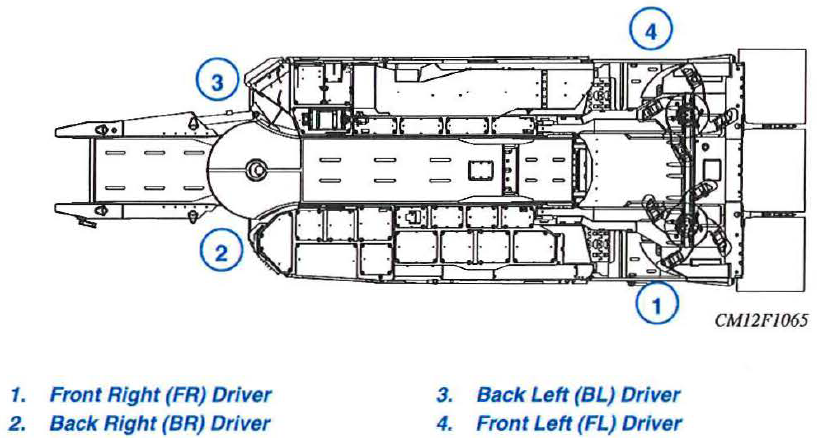 4
3
2
1
CM12F1065
1. Front Right (FR) Driver
2. Back Right (BR) Driver
3. Back Left (BL) Driver
4. Front Left (FL) Driver